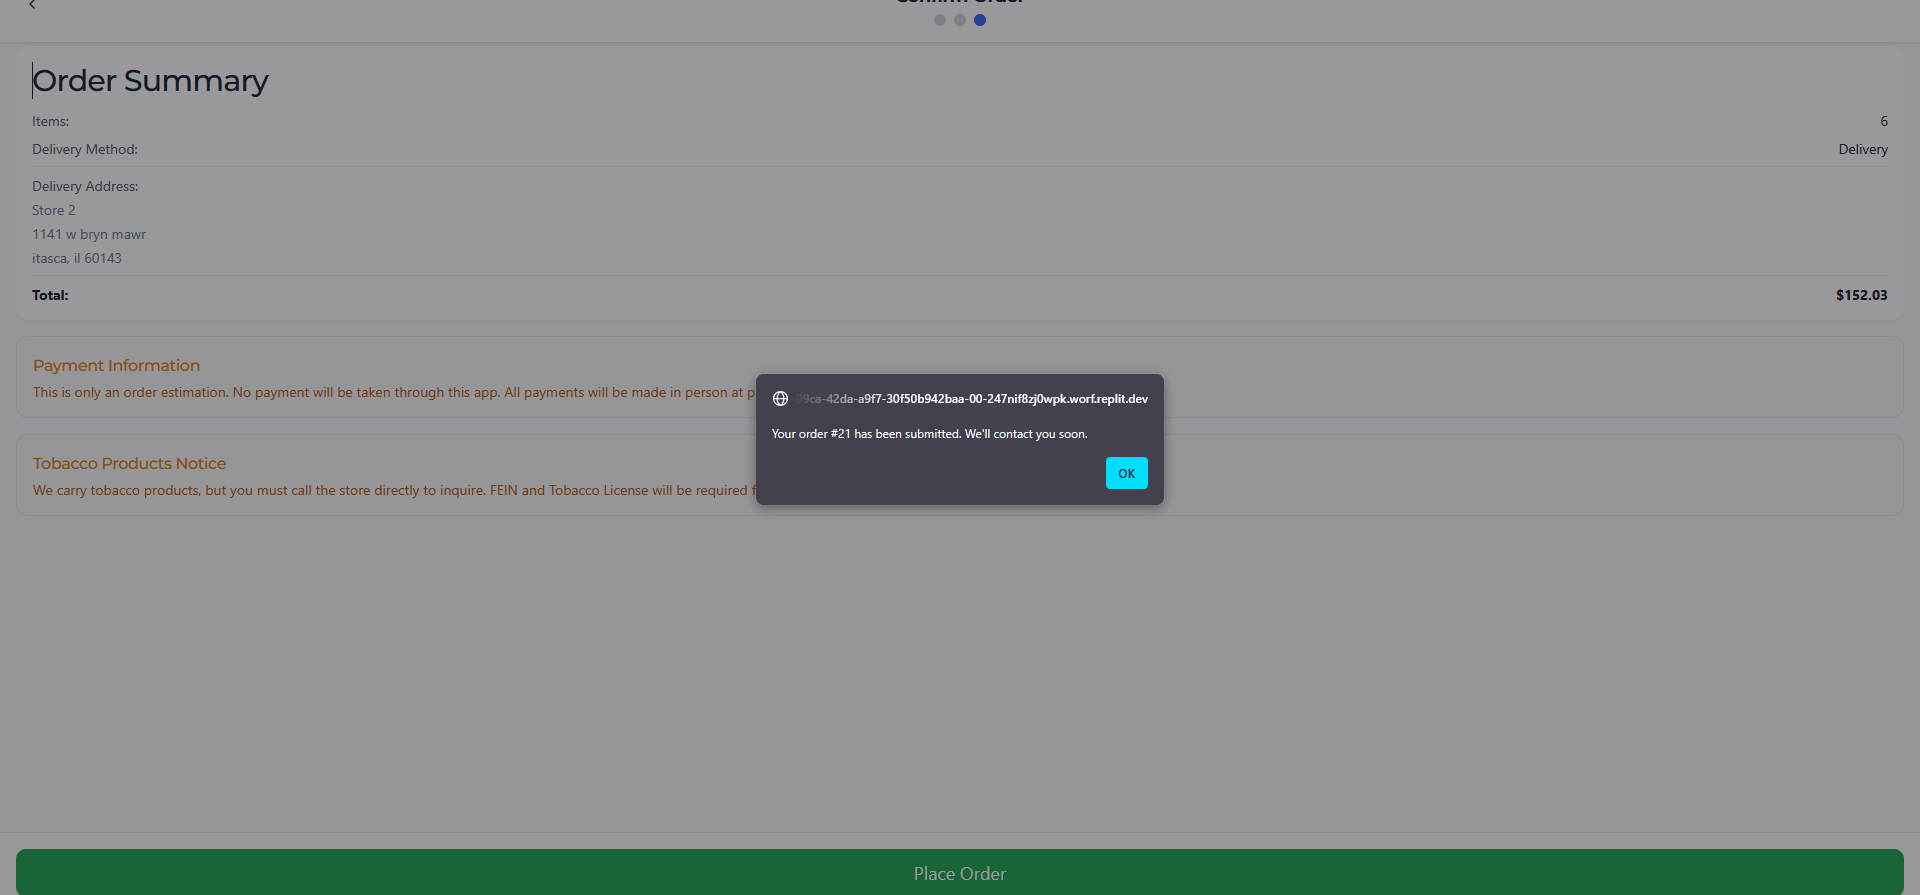 Order Summary
Items:
6
Delivery Method:
Delivery
Delivery Address:
Store 2
1141 w bryn mawr
itasca, il 60143
Total:
$152.03
Payment Information
This is only an order estimation. No payment will be taken through this app. All payments will be made in person at
Tobacco Products Notice
We carry tobacco products, but you must call the store directly to inquire. FEIN and Tobacco License will be required
09ca-42da-a9f7-30f50b942baa-00-247nif8zj0wpk.worf.replit.dev
Your order #21 has been submitted. We'll contact you soon.
OK
Place Order